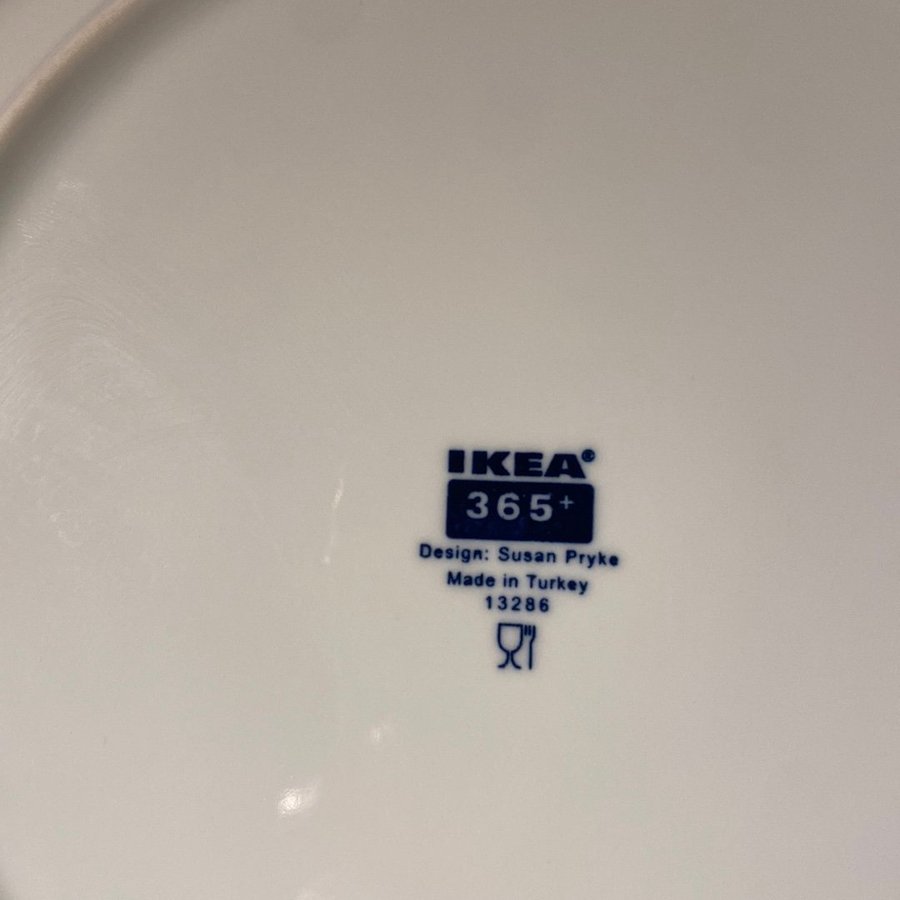 IKEA®
365+
Design: Susan Pryke
Made in Turkey
13286